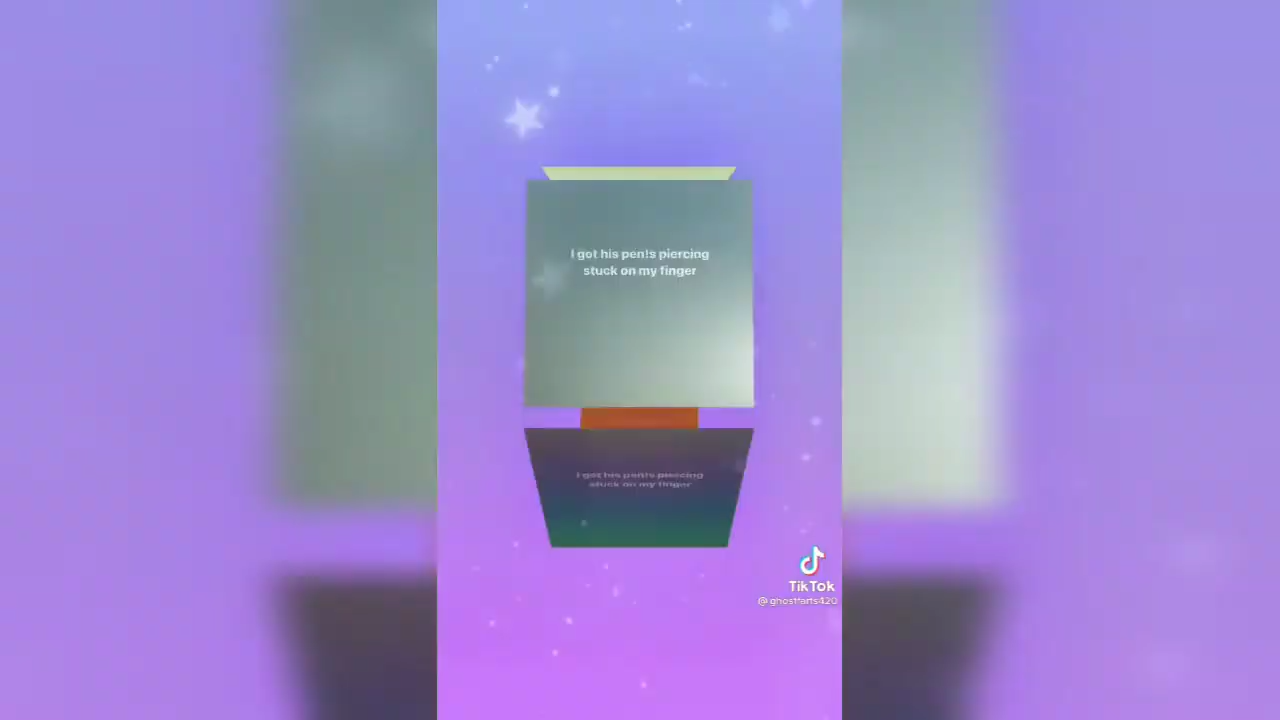 I got his pen!s piercing
stuck on my finger
I got his pen!s piercing
stuck on my finger
TikTok
@ghostfarts420